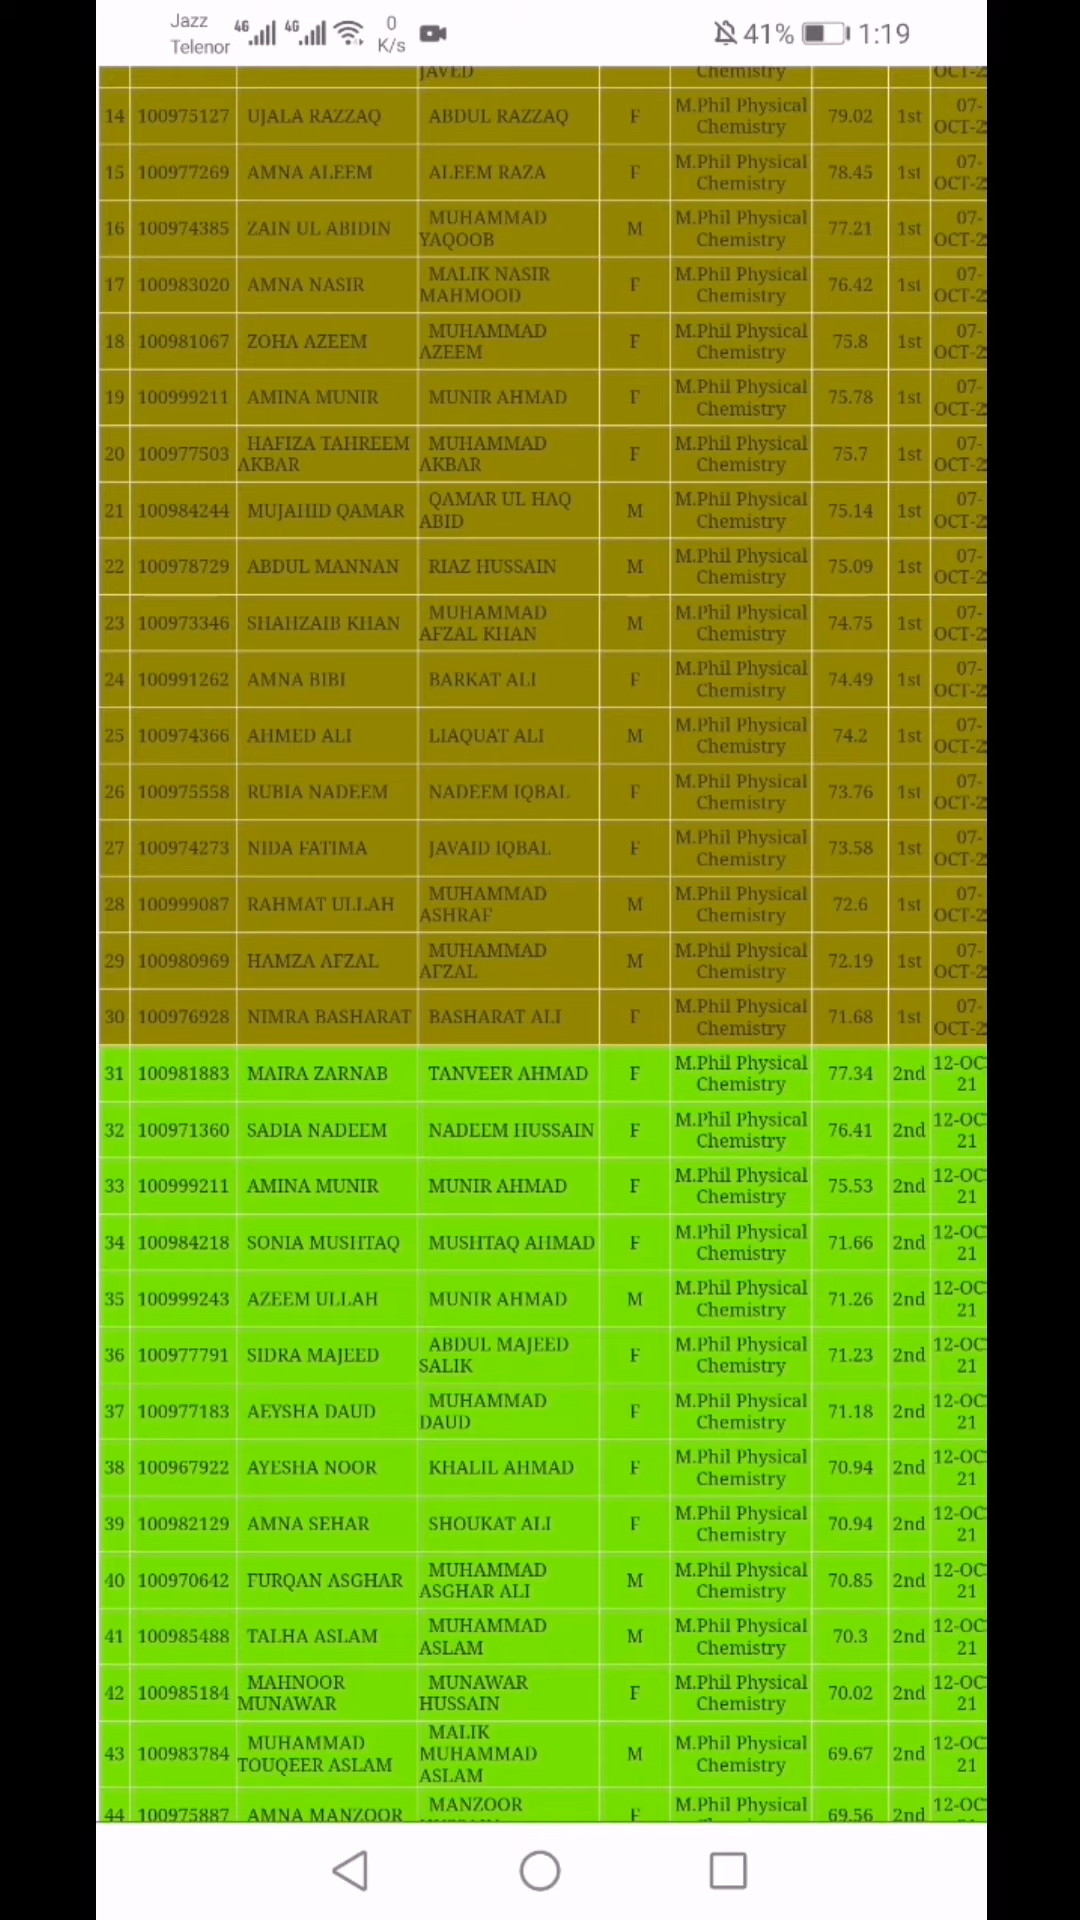 Jazz
Telenor 4G 4G 0 K/s 41% 1:19
JAVED Chemistry OCT-2
14 100975127 UJALA RAZZAQ ABDUL RAZZAQ F M.Phil Physical Chemistry 79.02 1st 07-OCT-2
15 100977269 AMNA ALEEM ALEEM RAZA F M.Phil Physical Chemistry 78.45 1st 07-OCT-2
16 100974385 ZAIN UL ABIDIN MUHAMMAD YAQOOB M M.Phil Physical Chemistry 77.21 1st 07-OCT-2
17 100983020 AMNA NASIR MALIK NASIR MAHMOOD F M.Phil Physical Chemistry 76.42 1st 07-OCT-2
18 100981067 ZOHA AZEEM MUHAMMAD AZEEM F M.Phil Physical Chemistry 75.8 1st 07-OCT-2
19 100999211 AMINA MUNIR MUNIR AHMAD F M.Phil Physical Chemistry 75.78 1st 07-OCT-2
20 100977503 HAFIZA TAHREEM AKBAR MUHAMMAD AKBAR F M.Phil Physical Chemistry 75.7 1st 07-OCT-2
21 100984244 MUJAHID QAMAR QAMAR UL HAQ ABID M M.Phil Physical Chemistry 75.14 1st 07-OCT-2
22 100978729 ABDUL MANNAN RIAZ HUSSAIN M M.Phil Physical Chemistry 75.09 1st 07-OCT-2
23 100973346 SHAHZAIB KHAN MUHAMMAD AFZAL KHAN M M.Phil Physical Chemistry 74.75 1st 07-OCT-2
24 100991262 AMNA BIBI BARKAT ALI F M.Phil Physical Chemistry 74.49 1st 07-OCT-2
25 100974366 AHMED ALI LIAQUAT ALI M M.Phil Physical Chemistry 74.2 1st 07-OCT-2
26 100975558 RUBIA NADEEM NADEEM IQBAL F M.Phil Physical Chemistry 73.76 1st 07-OCT-2
27 100974273 NIDA FATIMA JAVAID IQBAL F M.Phil Physical Chemistry 73.58 1st 07-OCT-2
28 100999087 RAHMAT ULLAH MUHAMMAD ASHRAF M M.Phil Physical Chemistry 72.6 1st 07-OCT-2
29 100980969 HAMZA AFZAL MUHAMMAD AFZAL M M.Phil Physical Chemistry 72.19 1st 07-OCT-2
30 100976928 NIMRA BASHARAT BASHARAT ALI F M.Phil Physical Chemistry 71.68 1st 07-OCT-2
31 100981883 MAIRA ZARNAB TANVEER AHMAD F M.Phil Physical Chemistry 77.34 2nd 12-OC 21
32 100971360 SADIA NADEEM NADEEM HUSSAIN F M.Phil Physical Chemistry 76.41 2nd 12-OC 21
33 100999211 AMINA MUNIR MUNIR AHMAD F M.Phil Physical Chemistry 75.53 2nd 12-OC 21
34 100984218 SONIA MUSHTAQ MUSHTAQ AHMAD F M.Phil Physical Chemistry 71.66 2nd 12-OC 21
35 100999243 AZEEM ULLAH MUNIR AHMAD M M.Phil Physical Chemistry 71.26 2nd 12-OC 21
36 100977791 SIDRA MAJEED ABDUL MAJEED SALIK F M.Phil Physical Chemistry 71.23 2nd 12-OC 21
37 100977183 AEYSHA DAUD MUHAMMAD DAUD F M.Phil Physical Chemistry 71.18 2nd 12-OC 21
38 100967922 AYESHA NOOR KHALIL AHMAD F M.Phil Physical Chemistry 70.94 2nd 12-OC 21
39 100982129 AMNA SEHAR SHOUKAT ALI F M.Phil Physical Chemistry 70.94 2nd 12-OC 21
40 100970642 FURQAN ASGHAR MUHAMMAD ASGHAR ALI M M.Phil Physical Chemistry 70.85 2nd 12-OC 21
41 100985488 TALHA ASLAM MUHAMMAD ASLAM M M.Phil Physical Chemistry 70.3 2nd 12-OC 21
42 100985184 MAHNOOR MUNAWAR MUNAWAR HUSSAIN F M.Phil Physical Chemistry 70.02 2nd 12-OC 21
43 100983784 MUHAMMAD TOUQEER ASLAM MALIK MUHAMMAD ASLAM M M.Phil Physical Chemistry 69.67 2nd 12-OC 21
44 100975887 AMNA MANZOOR MANZOOR F M.Phil Physical 69.56 2nd 12-OC